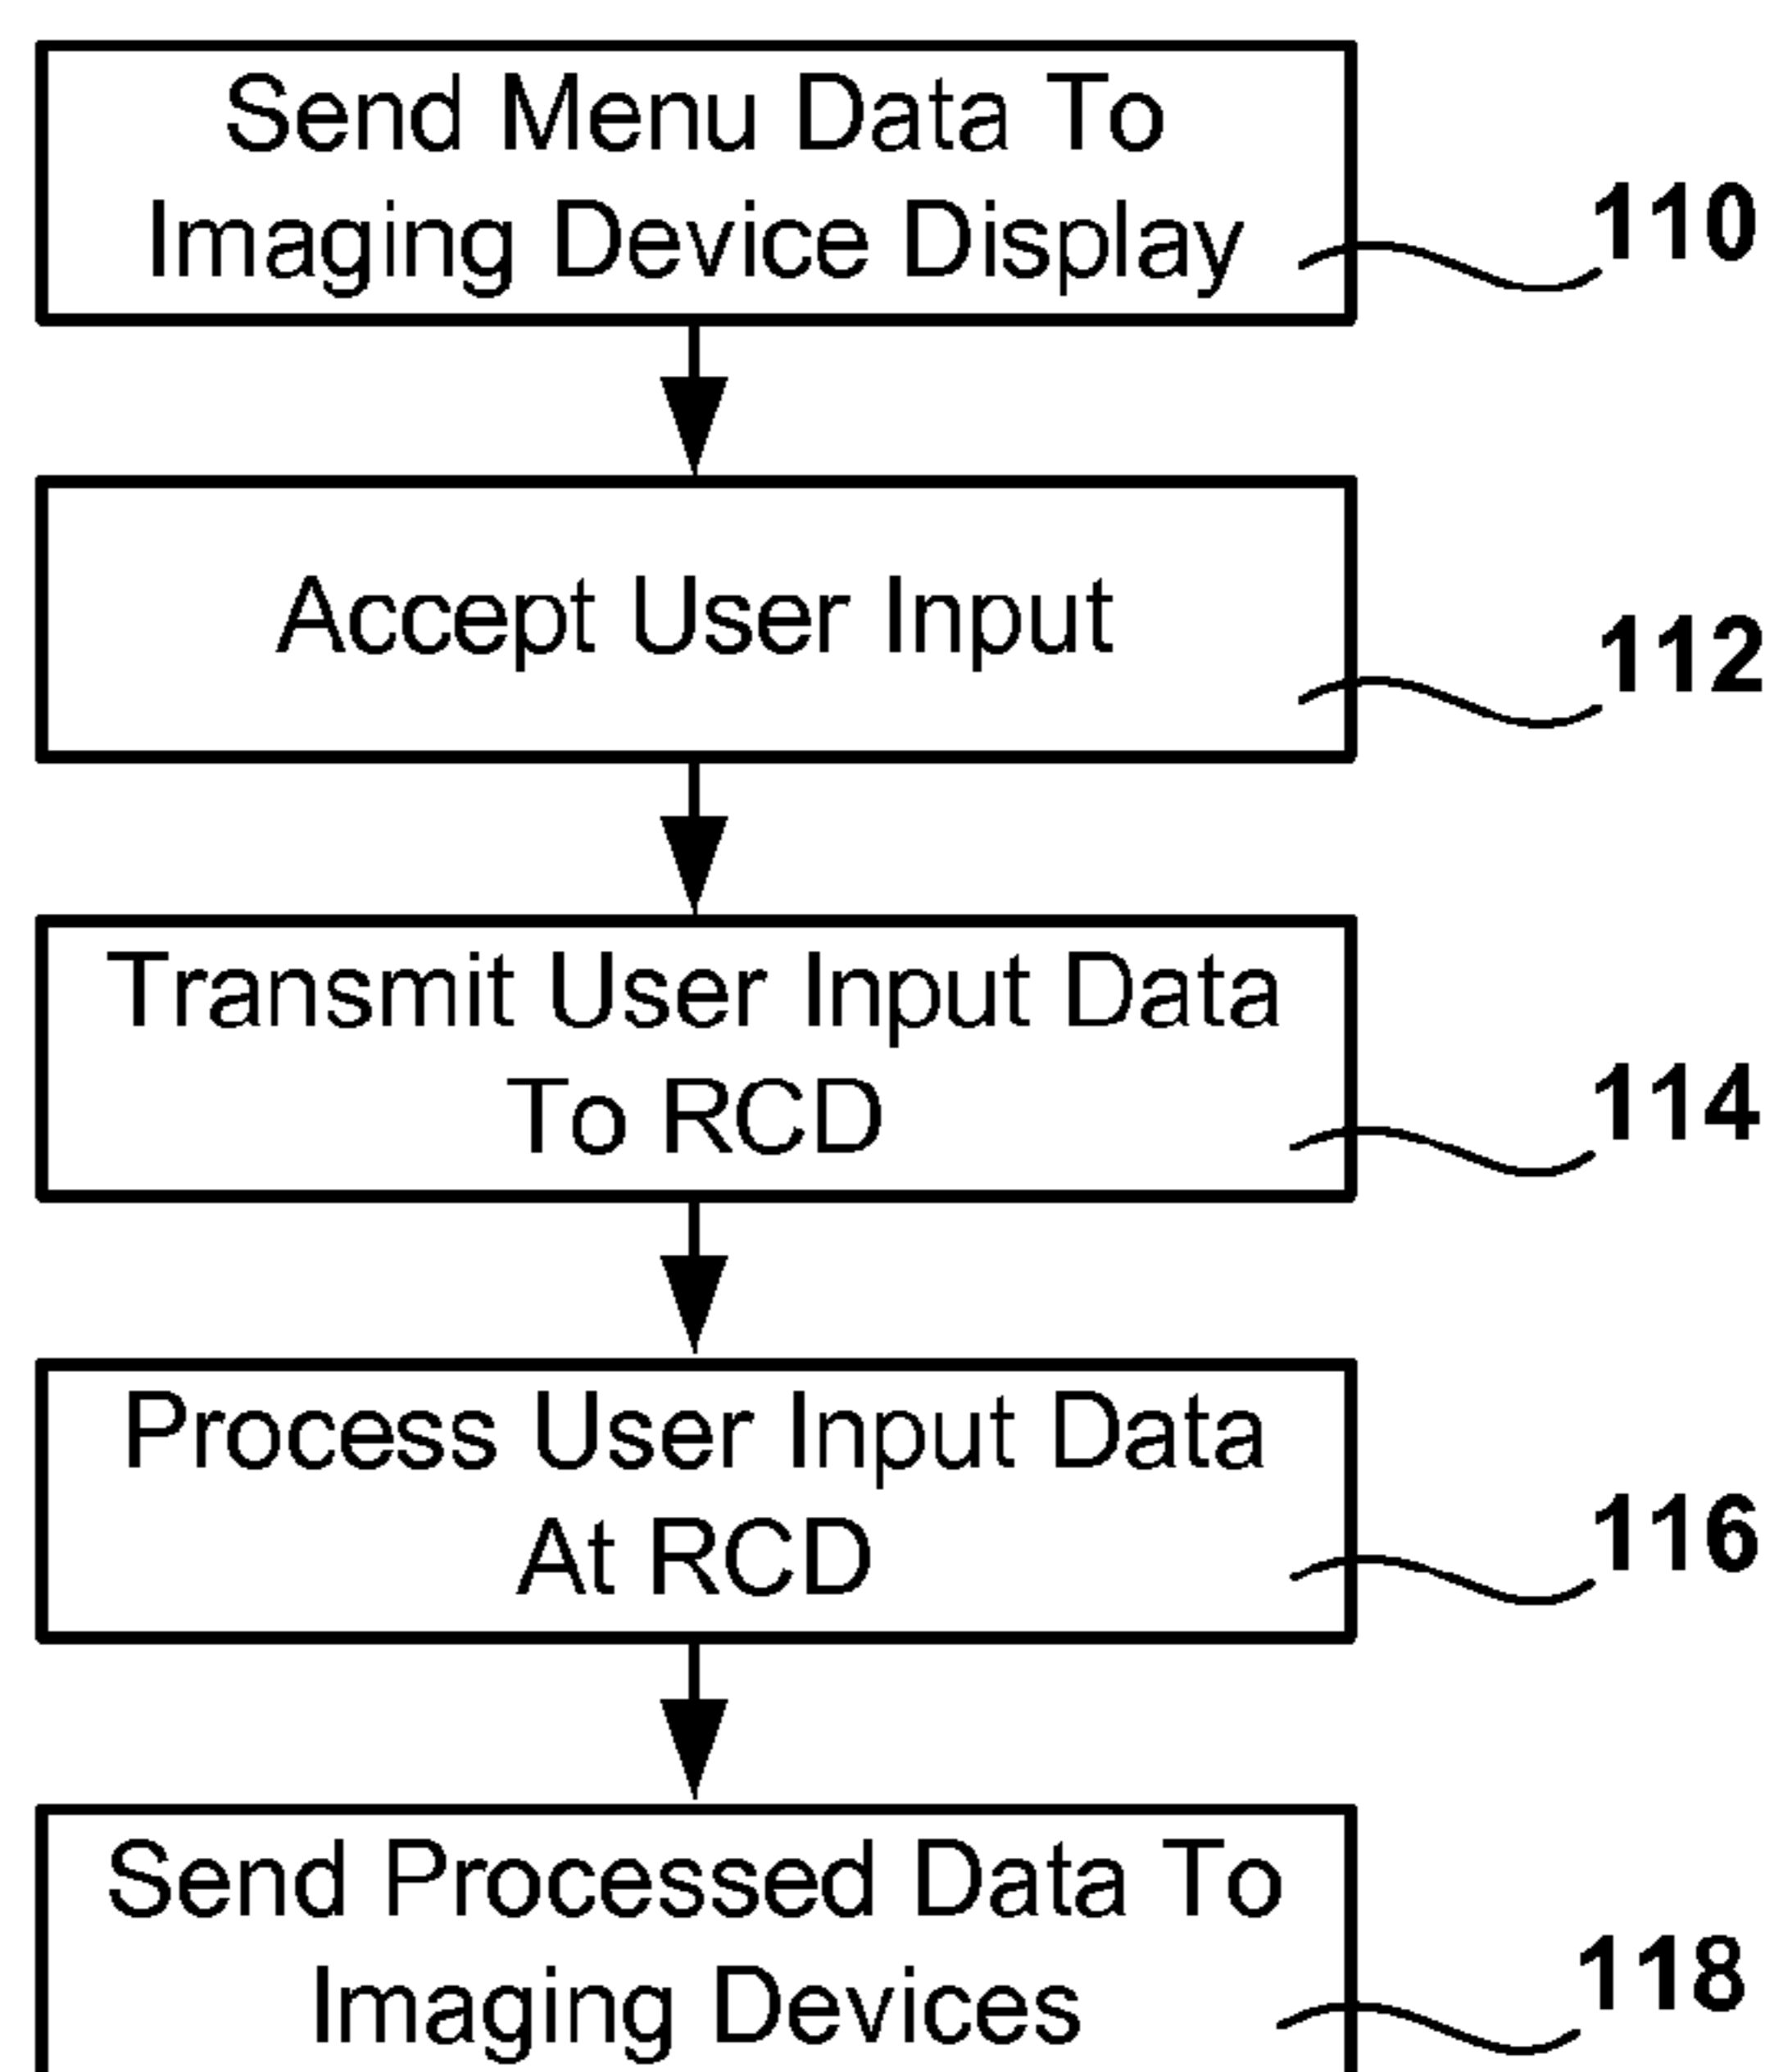 Send Menu Data To
Imaging Device Display
110
Accept User Input
112
Transmit User Input Data
To RCD
114
Process User Input Data
At RCD
116
Send Processed Data To
Imaging Devices
118